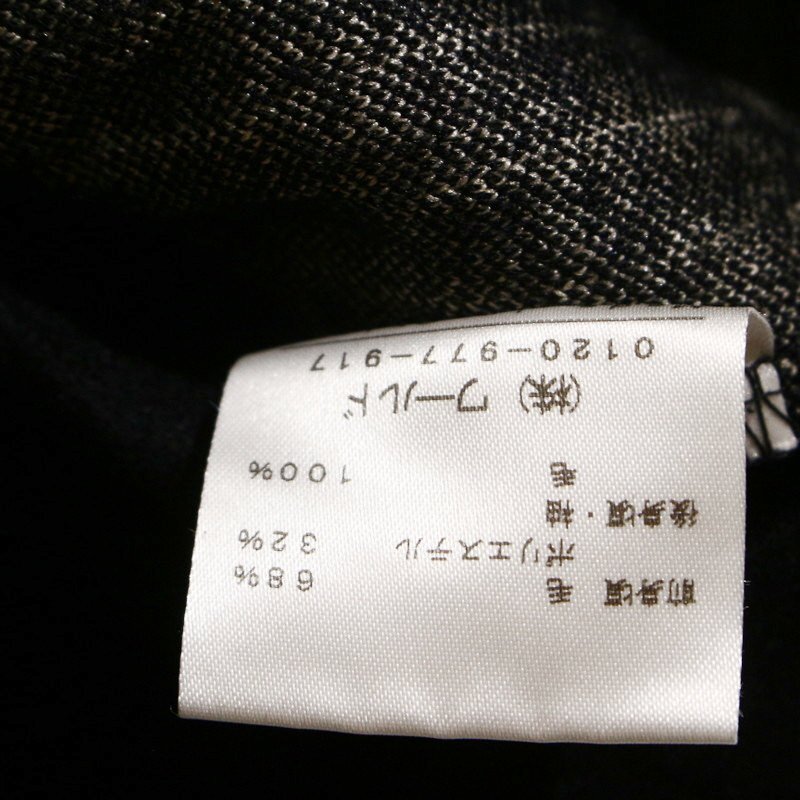 前身頃 毛 68%
ポリエステル 32%
後身頃・袖
毛 100%
(株) ワールド
0120-977-917